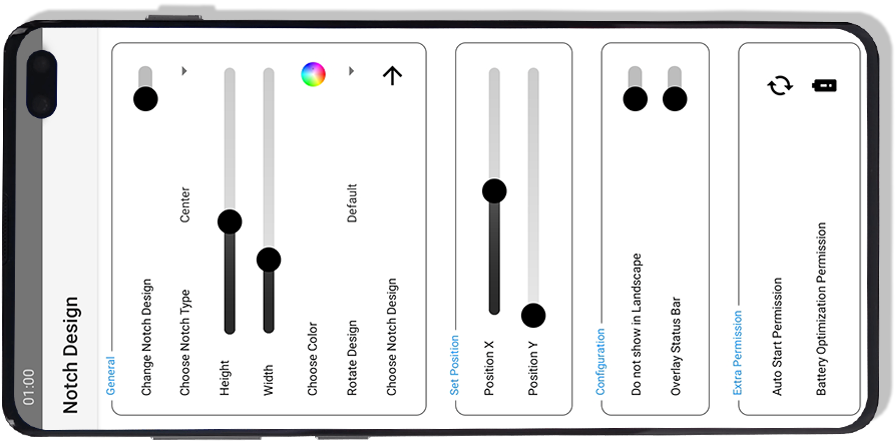 01:00
Notch Design
General
Change Notch Design
Choose Notch Type Center
Height
Width
Choose Color
Rotate Design Default
Choose Notch Design
Set Position
Position X
Position Y
Configuration
Do not show in Landscape
Overlay Status Bar
Extra Permission
Auto Start Permission
Battery Optimization Permission